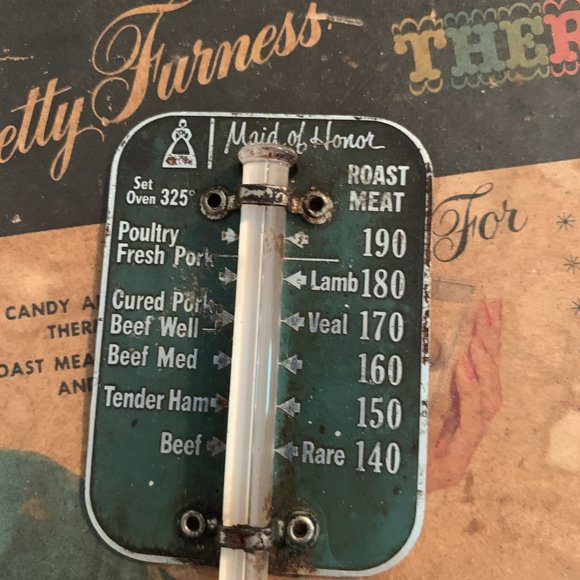 etty Furness
THER
Maid of Honor
Set
Oven 325°
ROAST
MEAT
Poultry
Fresh Pork
190
Lamb 180
Cured Pork
Beef Well
Veal 170
Beef Med
160
Tender Ham
150
Beef
Rare 140
For
CANDY A
THER
OAST MEA
AND